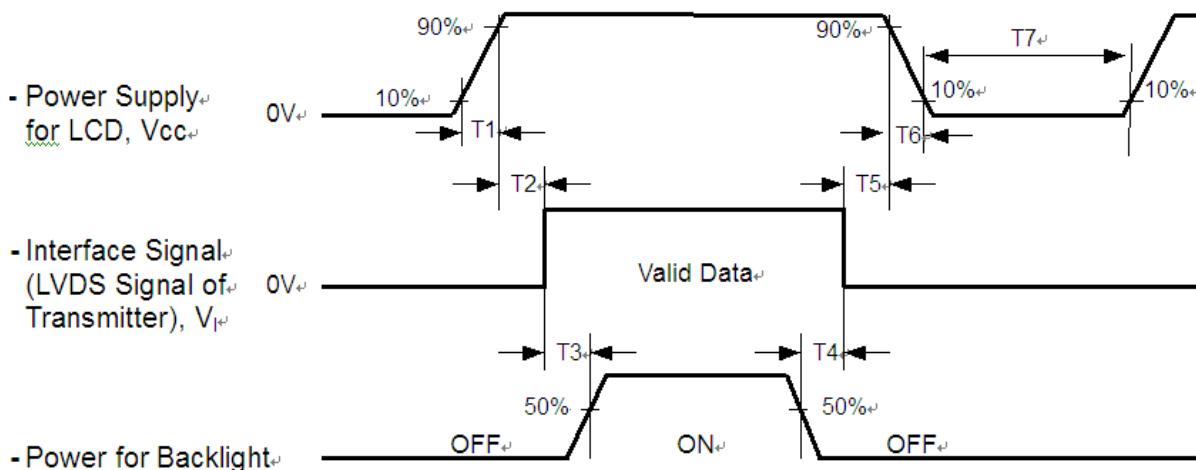 90%
90%
T7
10%
10%
10%
- Power Supply
for LCD, Vcc
0V
T1
T6
T2
T5
- Interface Signal
(LVDS Signal of
Transmitter), VI
0V
Valid Data
T3
T4
50%
50%
- Power for Backlight
OFF
ON
OFF